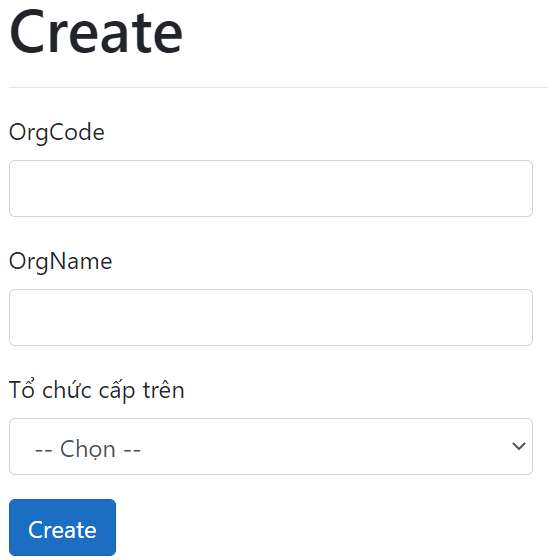 Create
OrgCode
OrgName
Tổ chức cấp trên
-- Chọn --
Create